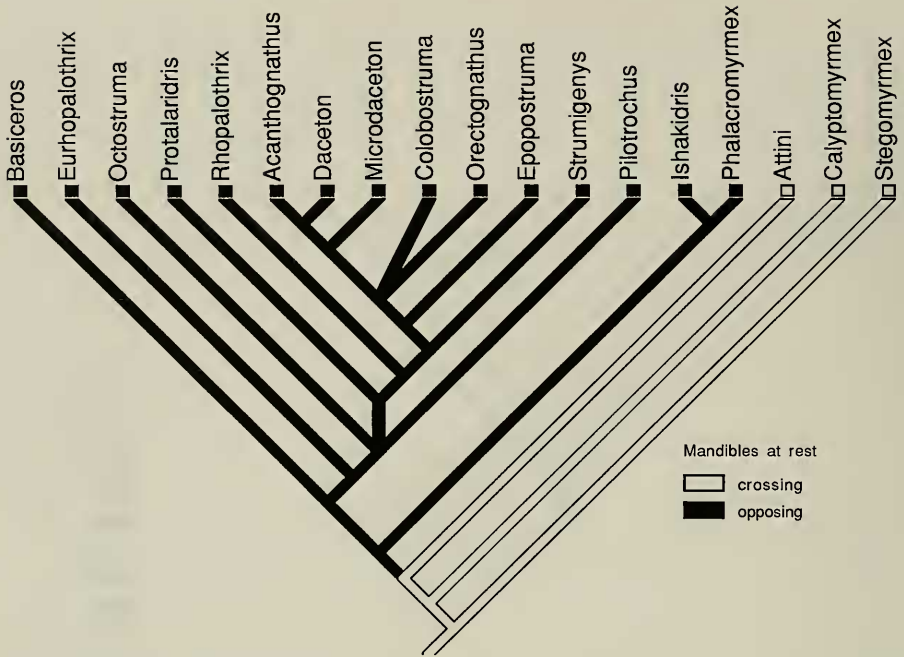 Basiceros
Eurhopalothrix
Octostruma
Protalaridris
Rhopalothrix
Acanthognathus
Daceton
Microdaceton
Colobostruma
Orectognathus
Epopostruma
Strumigenys
Pilotrochus
Ishakidris
Phalacromyrmex
Attini
Calyptomyrmex
Stegomyrmex
Mandibles at rest
crossing
opposing